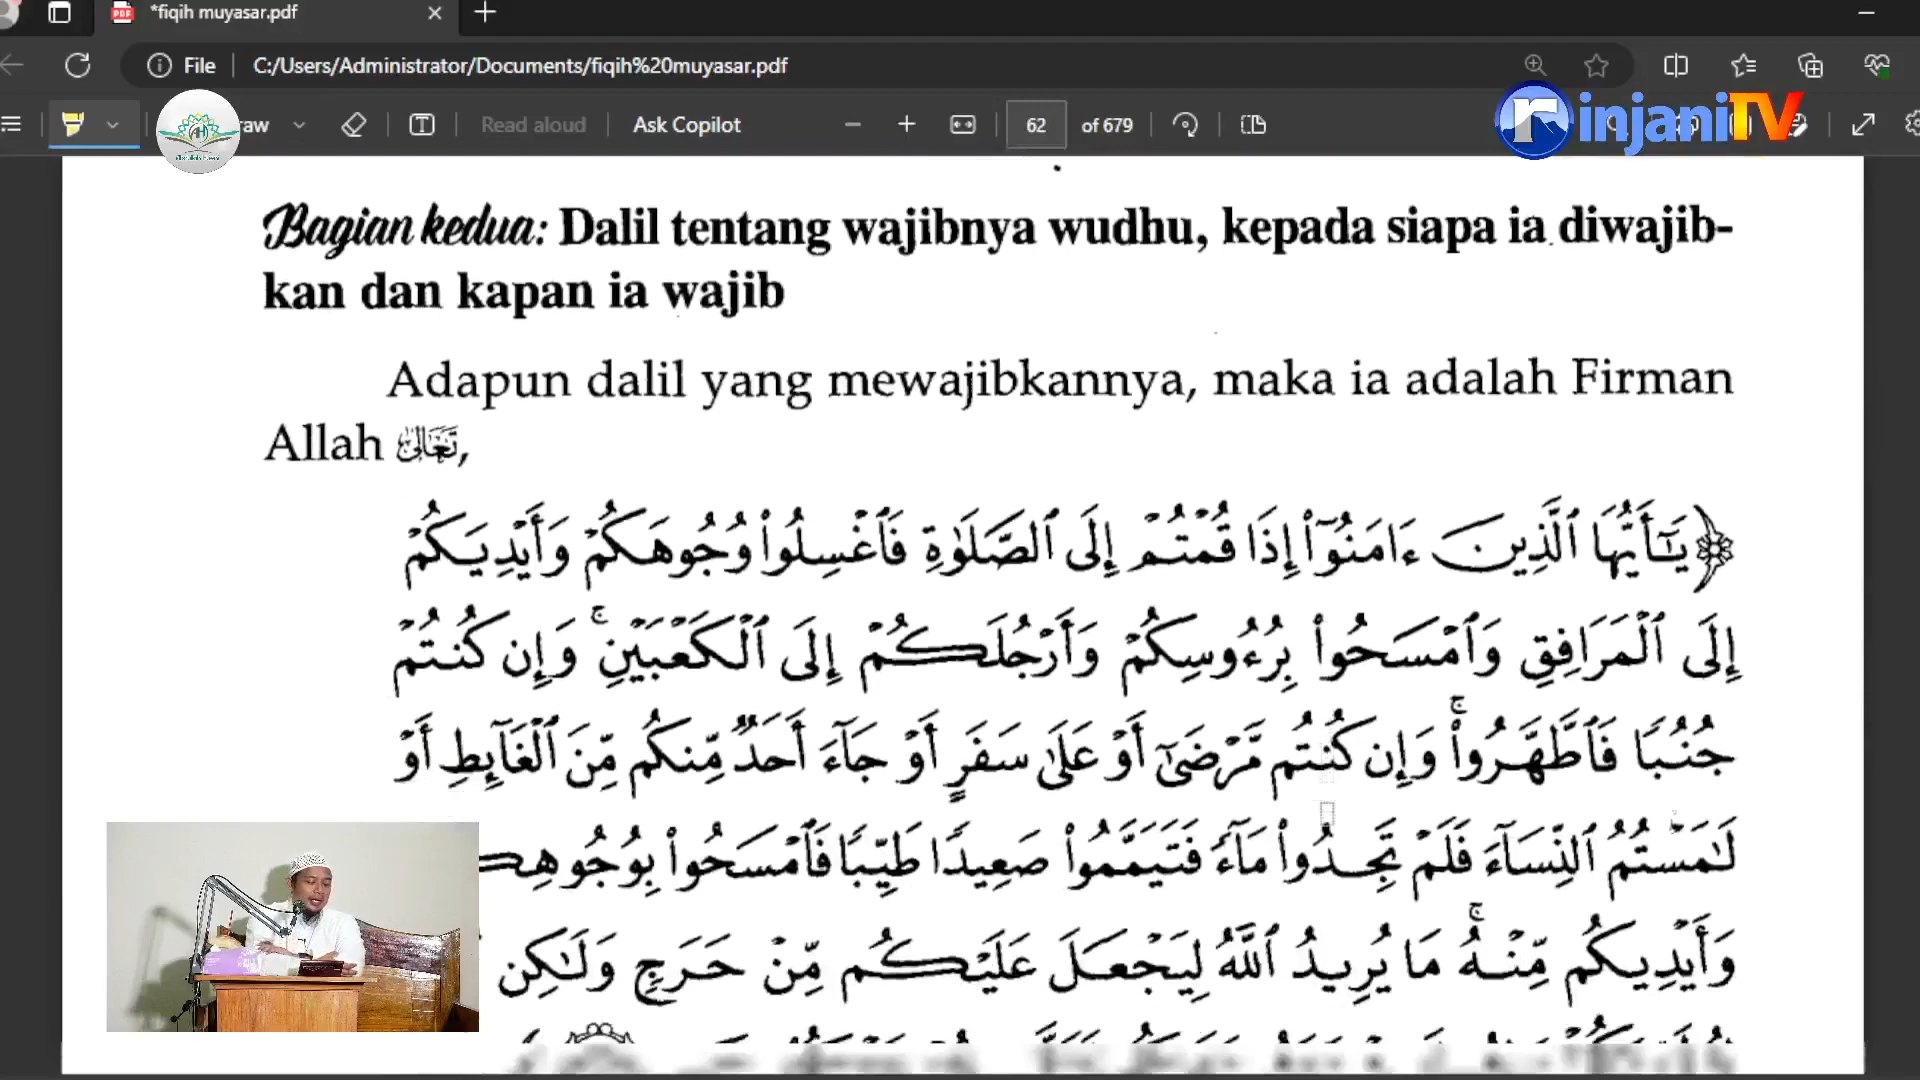 *fiqih muyasar.pdf
File
C:/Users/Administrator/Documents/fiqih%20muyasar.pdf
Read aloud
Ask Copilot
62
of 679
rinjaniTV
Bagian kedua: Dalil tentang wajibnya wudhu, kepada siapa ia diwajib-
kan dan kapan ia wajib
Adapun dalil yang mewajibkannya, maka ia adalah Firman
Allah تَعَالَىٰ,
﴿يَـٰٓأَيُّهَا ٱلَّذِينَ ءَامَنُوٓا۟ إِذَا قُمْتُمْ إِلَى ٱلصَّلَوٰةِ فَٱغْسِلُوا۟ وُجُوهَكُمْ وَأَيْدِيَكُمْ
إِلَى ٱلْمَرَافِقِ وَٱمْسَحُوا۟ بِرُءُوسِكُمْ وَأَرْجُلَكُمْ إِلَى ٱلْكَعْبَيْنِ ۚ وَإِن كُنتُمْ
جُنُبًا فَٱطَّهَّرُوا۟ ۚ وَإِن كُنتُم مَّرْضَىٰٓ أَوْ عَلَىٰ سَفَرٍ أَوْ جَآءَ أَحَدٌ مِّنكُم مِّنَ ٱلْغَآئِطِ أَوْ
لَـٰمَسْتُمُ ٱلنِّسَآءَ فَلَمْ تَجِدُوا۟ مَآءً فَتَيَمَّمُوا۟ صَعِيدًا طَيِّبًا فَٱمْسَحُوا۟
وَأَيْدِيكُم مِّنْهُ ۚ مَا يُرِيدُ ٱللَّهُ لِيَجْعَلَ عَلَيْكُم مِّنْ حَرَجٍ وَلَـٰكِن